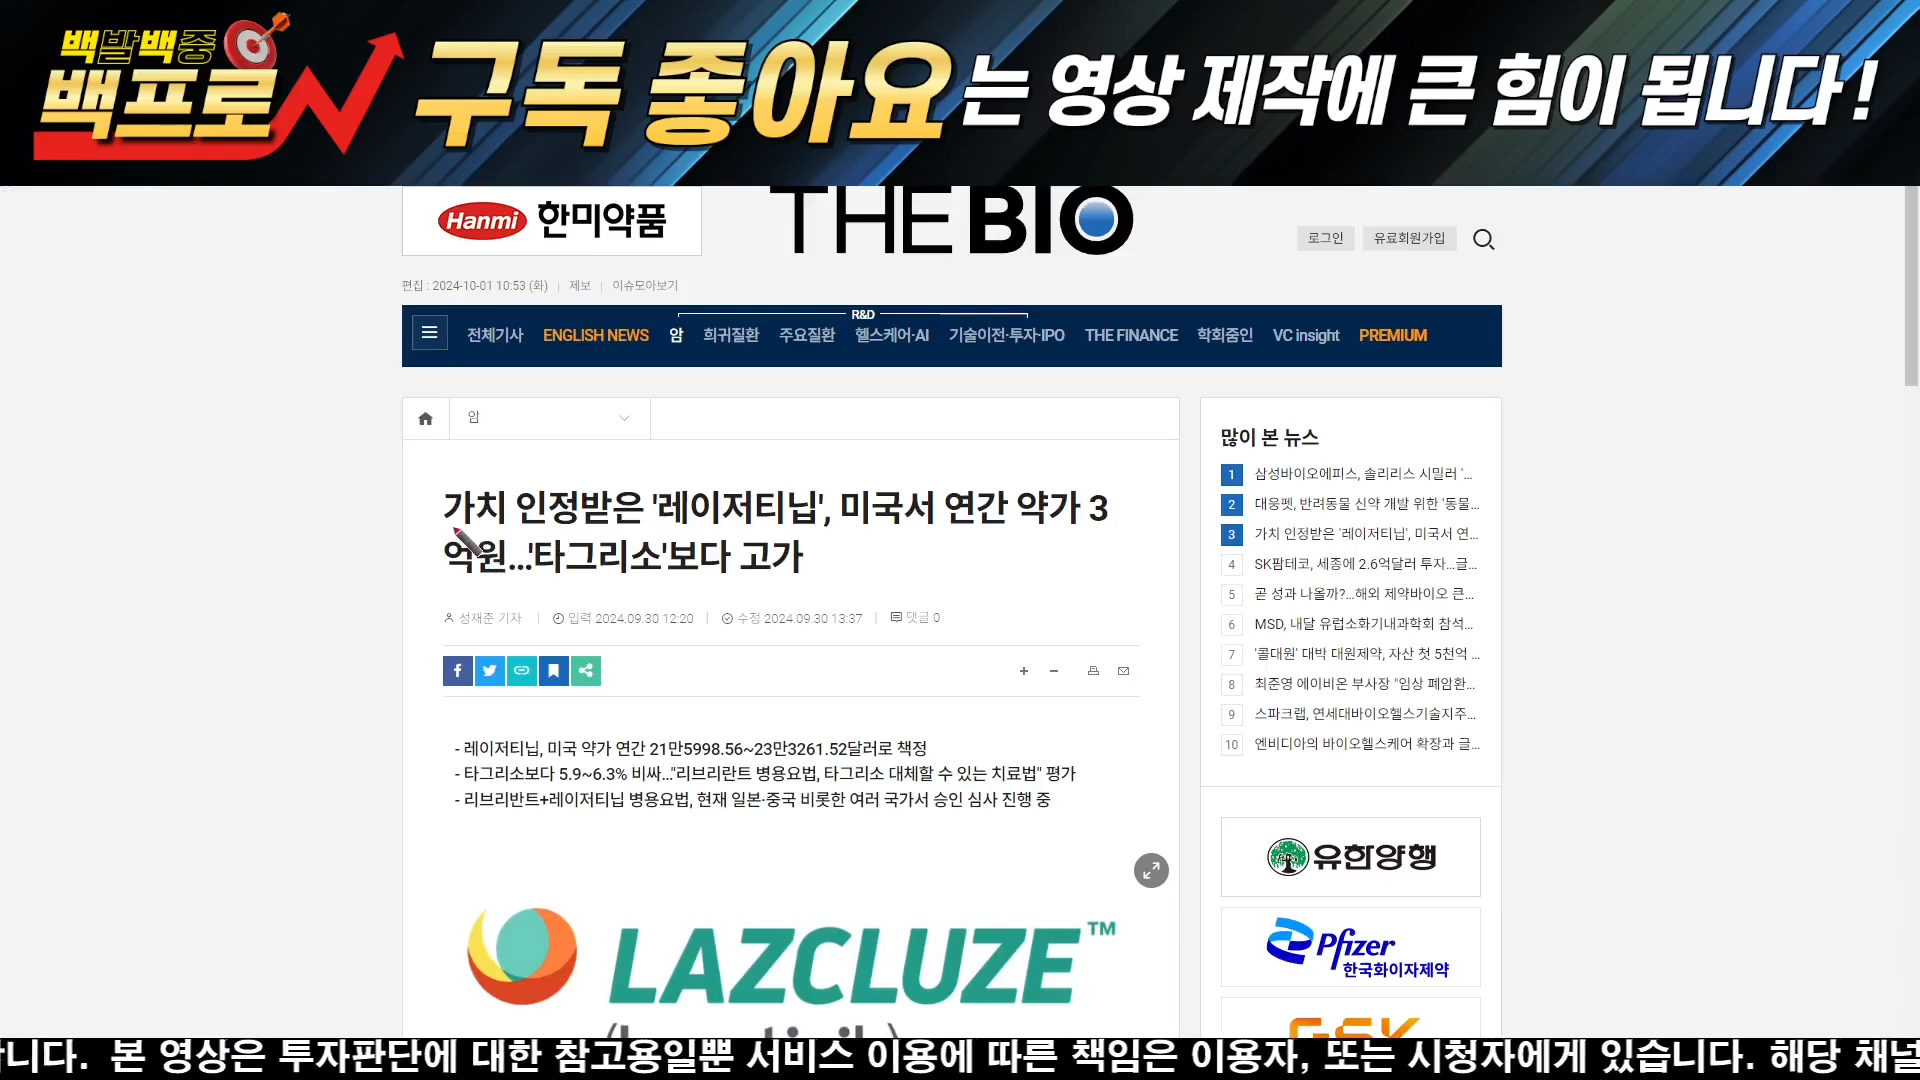 백발백중
백프로
구독 좋아요는 영상 제작에 큰 힘이 됩니다!
Hanmi 한미약품
THE BIO
로그인
유료회원가입
편집 : 2024-10-01 10:53 (화) | 제보 | 이슈모아보기
R&D
전체기사 ENGLISH NEWS 암 희귀질환 주요질환 헬스케어·AI 기술이전·투자·IPO THE FINANCE 학회줌인 VC insight PREMIUM
암
가치 인정받은 '레이저티닙', 미국서 연간 약가 3
억원…'타그리소'보다 고가
성재준 기자 | 입력 2024.09.30 12:20 | 수정 2024.09.30 13:37 | 댓글 0
- 레이저티닙, 미국 약가 연간 21만5998.56~23만3261.52달러로 책정
- 타그리소보다 5.9~6.3% 비싸…"리브리란트 병용요법, 타그리소 대체할 수 있는 치료법" 평가
- 리브리반트+레이저티닙 병용요법, 현재 일본·중국 비롯한 여러 국가서 승인 심사 진행 중
LAZCLUZE™
많이 본 뉴스
1 삼성바이오에피스, 솔리리스 시밀러 '...
2 대웅펫, 반려동물 신약 개발 위한 '동물...
3 가치 인정받은 '레이저티닙', 미국서 연...
4 SK팜테코, 세종에 2.6억달러 투자…글...
5 곧 성과 나올까?…해외 제약바이오 큰...
6 MSD, 내달 유럽소화기내과학회 참석...
7 '콜대원' 대박 대원제약, 자산 첫 5천억 ...
8 최준영 에이비온 부사장 "임상 폐암환...
9 스파크랩, 연세대바이오헬스기술지주...
10 엔비디아의 바이오헬스케어 확장과 글...
유한양행
Pfizer
한국화이자제약
GSK
니다. 본 영상은 투자판단에 대한 참고용일뿐 서비스 이용에 따른 책임은 이용자, 또는 시청자에게 있습니다. 해당 채널